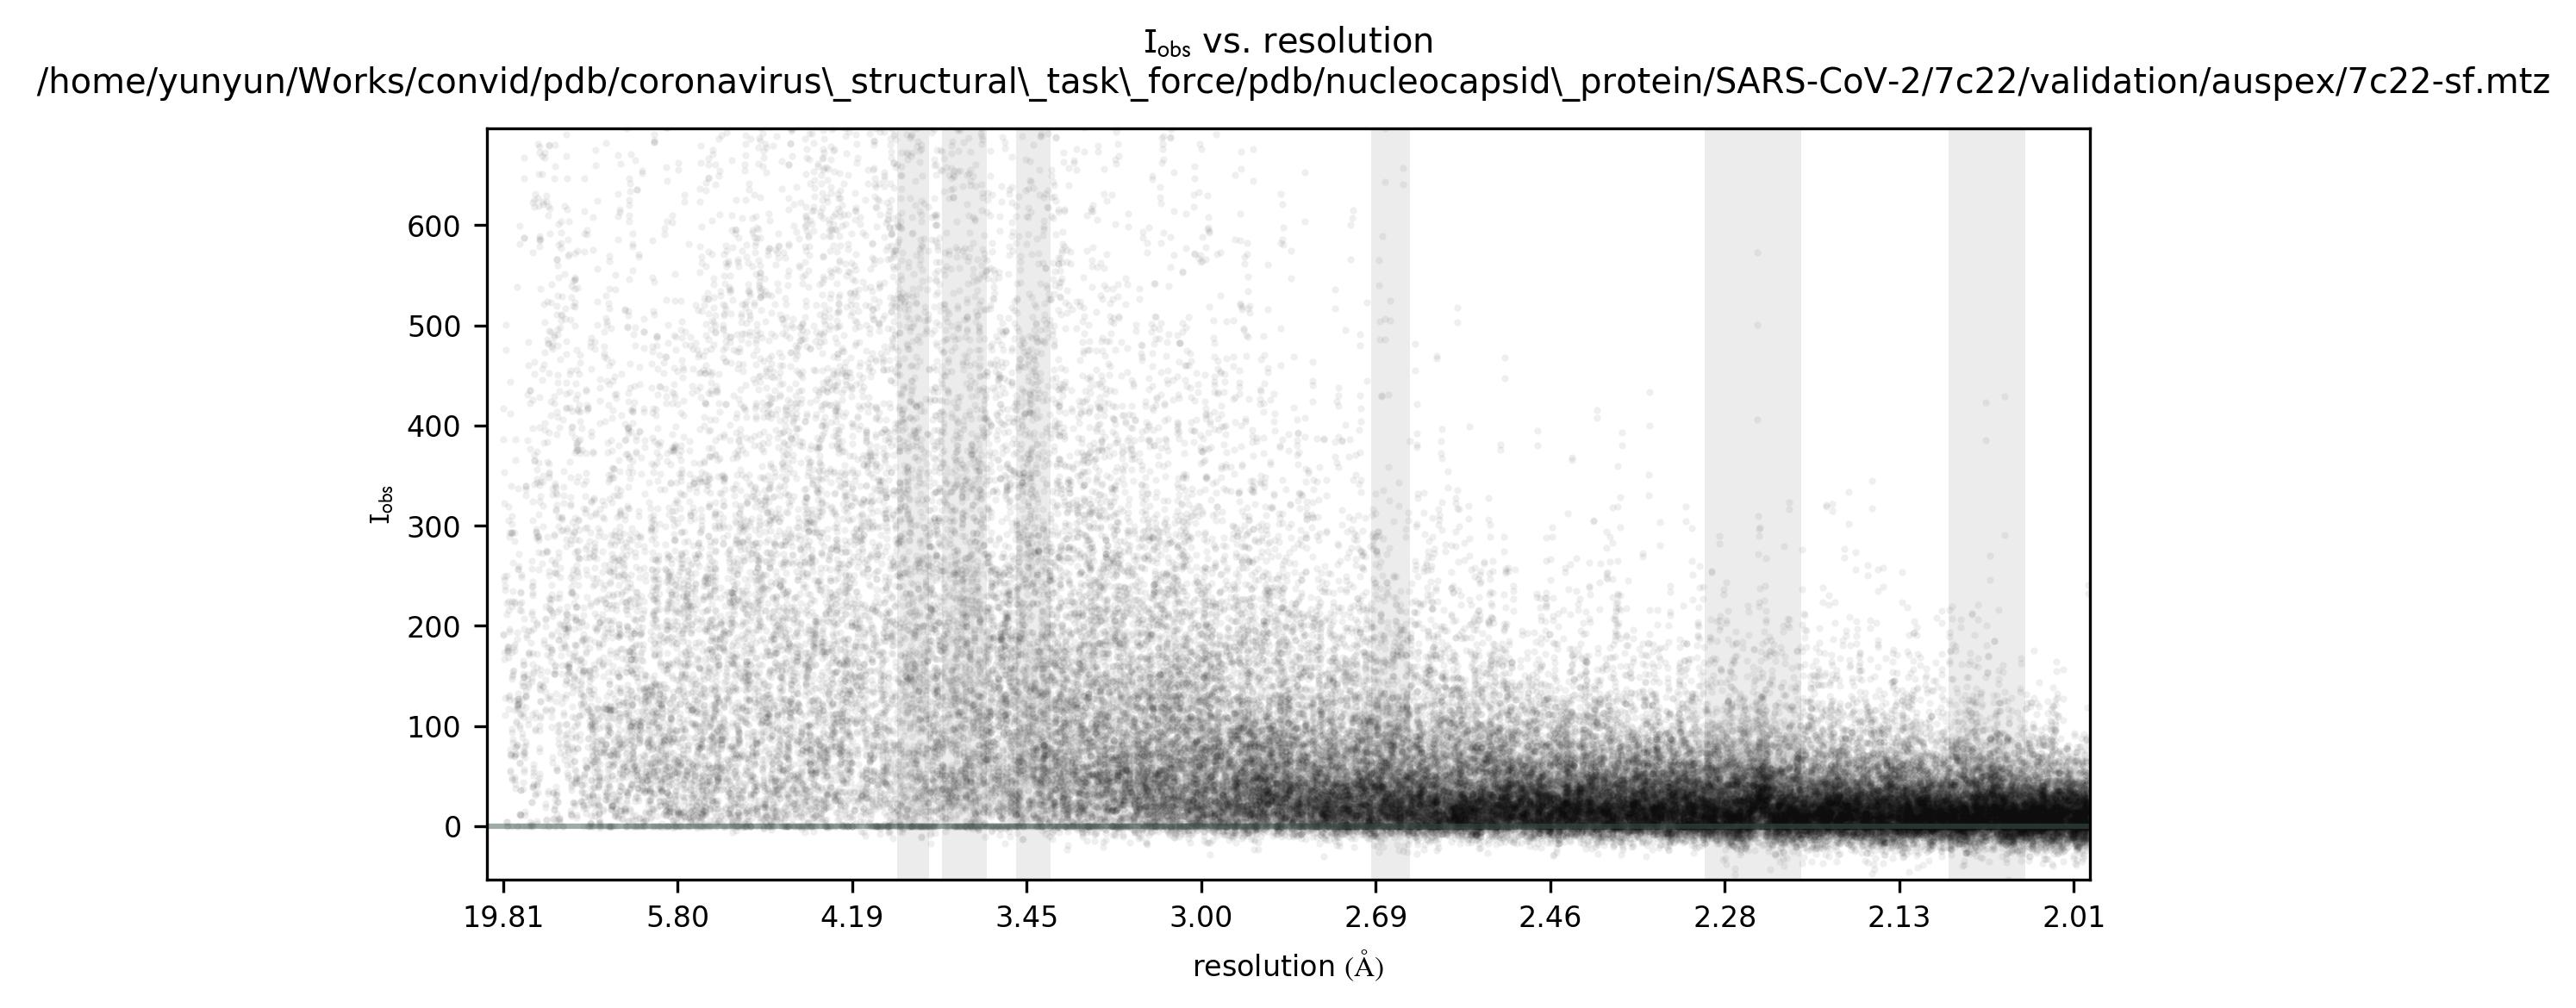 Iobs vs. resolution
/home/yunyun/Works/convid/pdb/coronavirus\_structural\_task\_force/pdb/nucleocapsid\_protein/SARS-CoV-2/7c22/validation/auspex/7c22-sf.mtz
600
500
400
300
200
100
0
Iobs
19.81 5.80 4.19 3.45 3.00 2.69 2.46 2.28 2.13 2.01
resolution (Å)